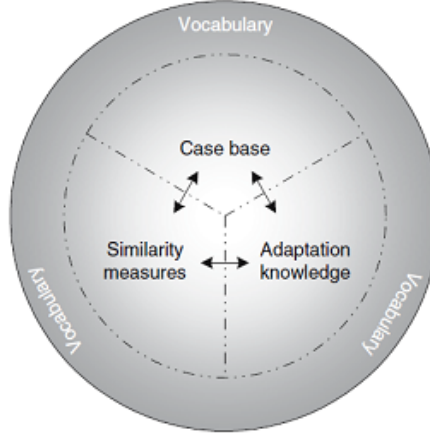 Vocabulary
Case base
Similarity
measures
Adaptation
knowledge
Vocabulary
Vocabulary